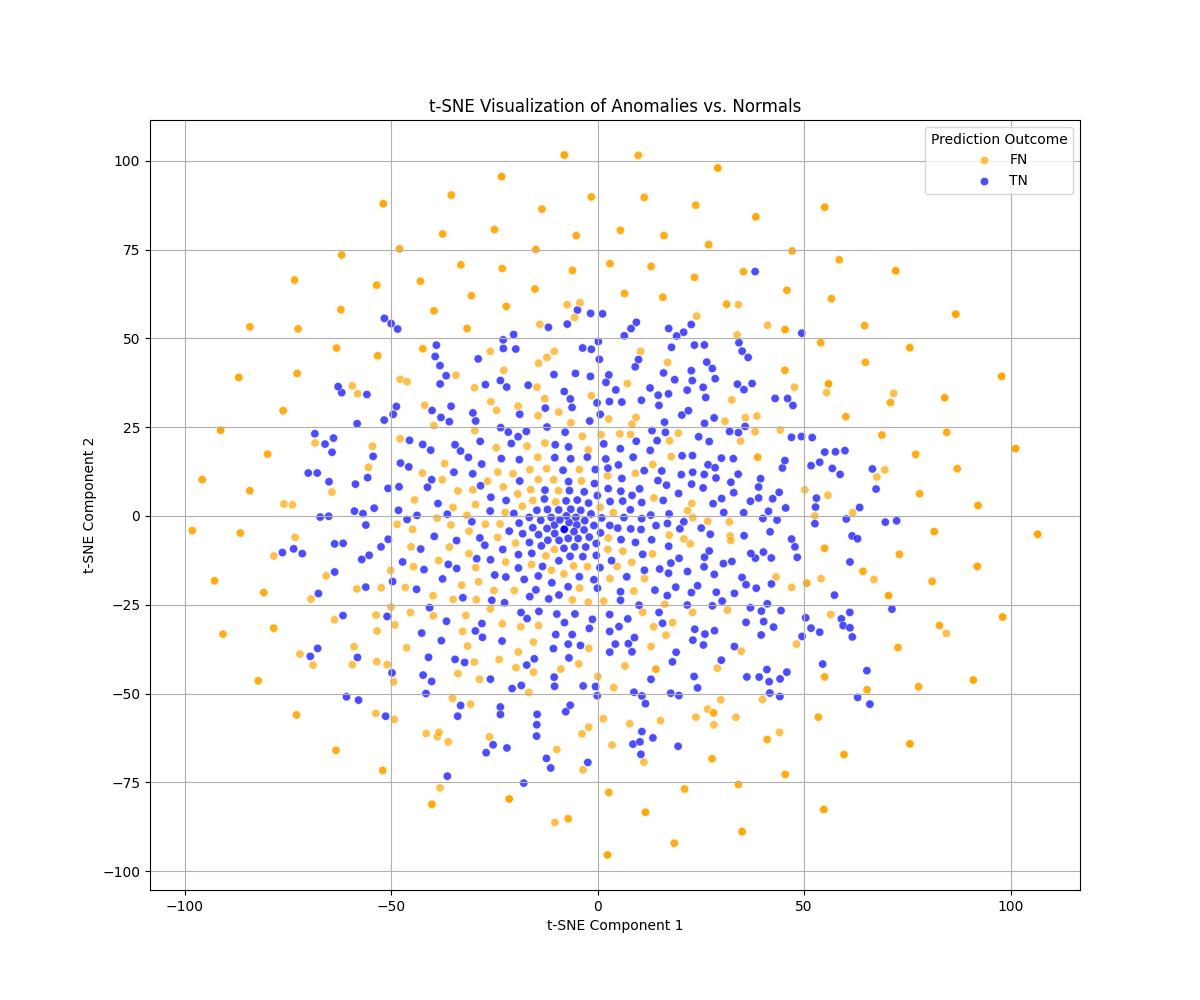 t-SNE Visualization of Anomalies vs. Normals
Prediction Outcome
FN
TN
100
75
50
25
0
−25
−50
−75
−100
t-SNE Component 2
−100
−50
0
50
100
t-SNE Component 1